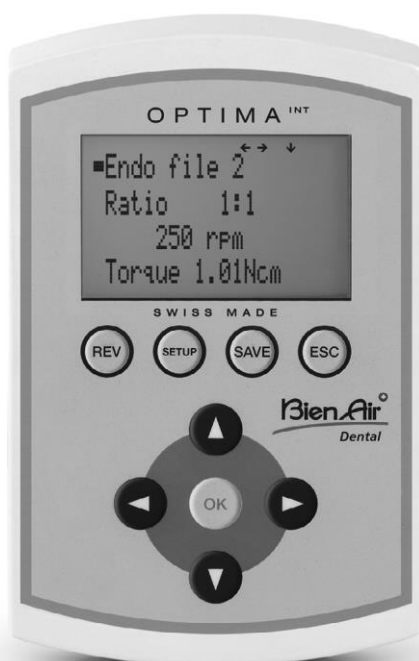 OPTIMA INT
← → ↓
■Endo file 2
Ratio 1:1
250 rpm
Torque 1.01Ncm
SWISS MADE
REV SETUP SAVE ESC
Bien Air
Dental
OK